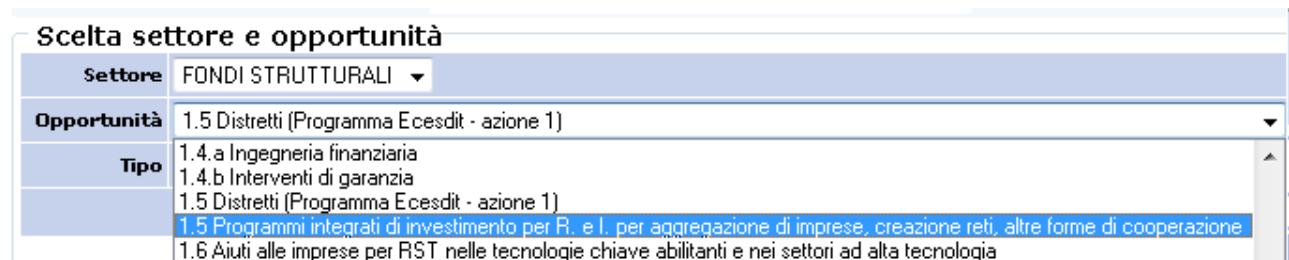 Scelta settore e opportunità
Settore FONDI STRUTTURALI
Opportunità 1.5 Distretti (Programma Ecesdit - azione 1)
Tipo
1.4.a Ingegneria finanziaria
1.4.b Interventi di garanzia
1.5 Distretti (Programma Ecesdit - azione 1)
1.5 Programmi integrati di investimento per R. e I. per aggregazione di imprese, creazione reti, altre forme di cooperazione
1.6 Aiuti alle imprese per RST nelle tecnologie chiave abilitanti e nei settori ad alta tecnologia